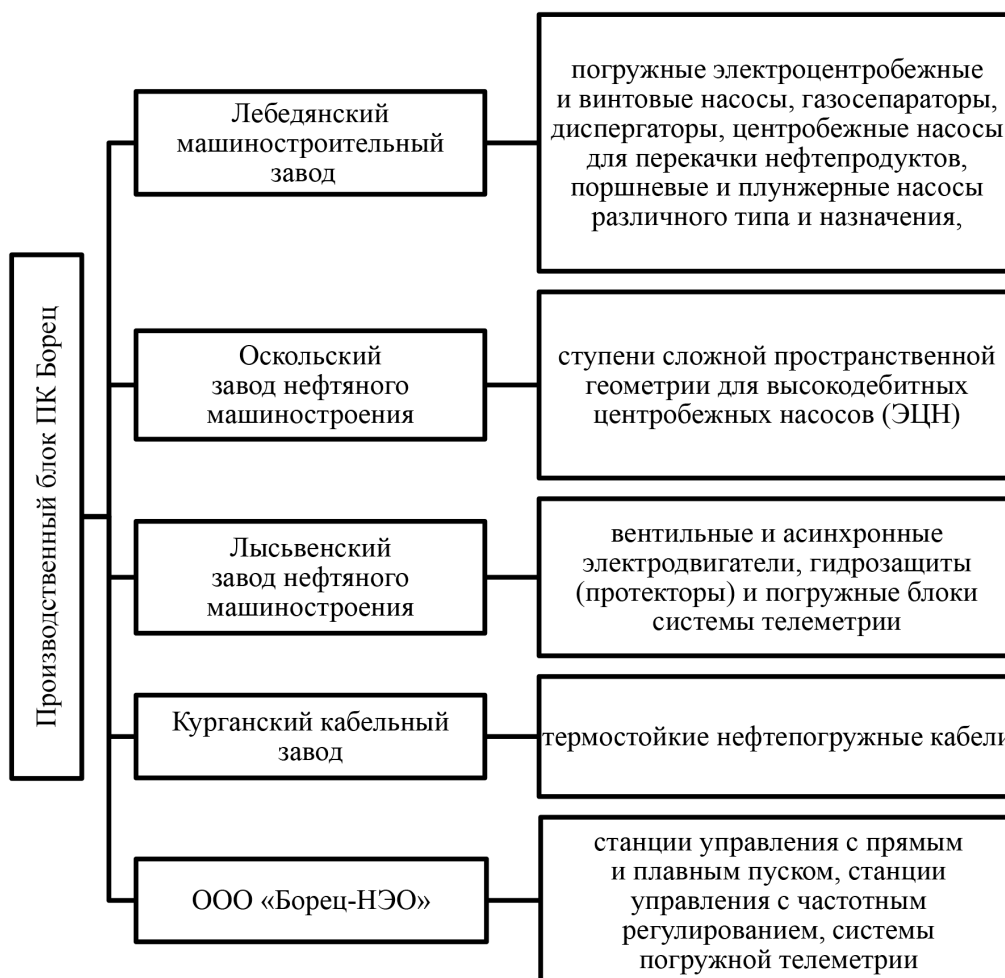 Производственный блок ПК Борец
Лебедянский
машиностроительный
завод
погружные электроцентробежные
и винтовые насосы, газосепараторы,
диспергаторы, центробежные насосы
для перекачки нефтепродуктов,
поршневые и плунжерные насосы
различного типа и назначения,
Оскольский
завод нефтяного
машиностроения
ступени сложной пространственной
геометрии для высокодебитных
центробежных насосов (ЭЦН)
Лысьвенский
завод нефтяного
машиностроения
вентильные и асинхронные
электродвигатели, гидрозащиты
(протекторы) и погружные блоки
системы телеметрии
Курганский кабельный
завод
термостойкие нефтепогружные кабели
ООО «Борец-НЭО»
станции управления с прямым
и плавным пуском, станции
управления с частотным
регулированием, системы
погружной телеметрии